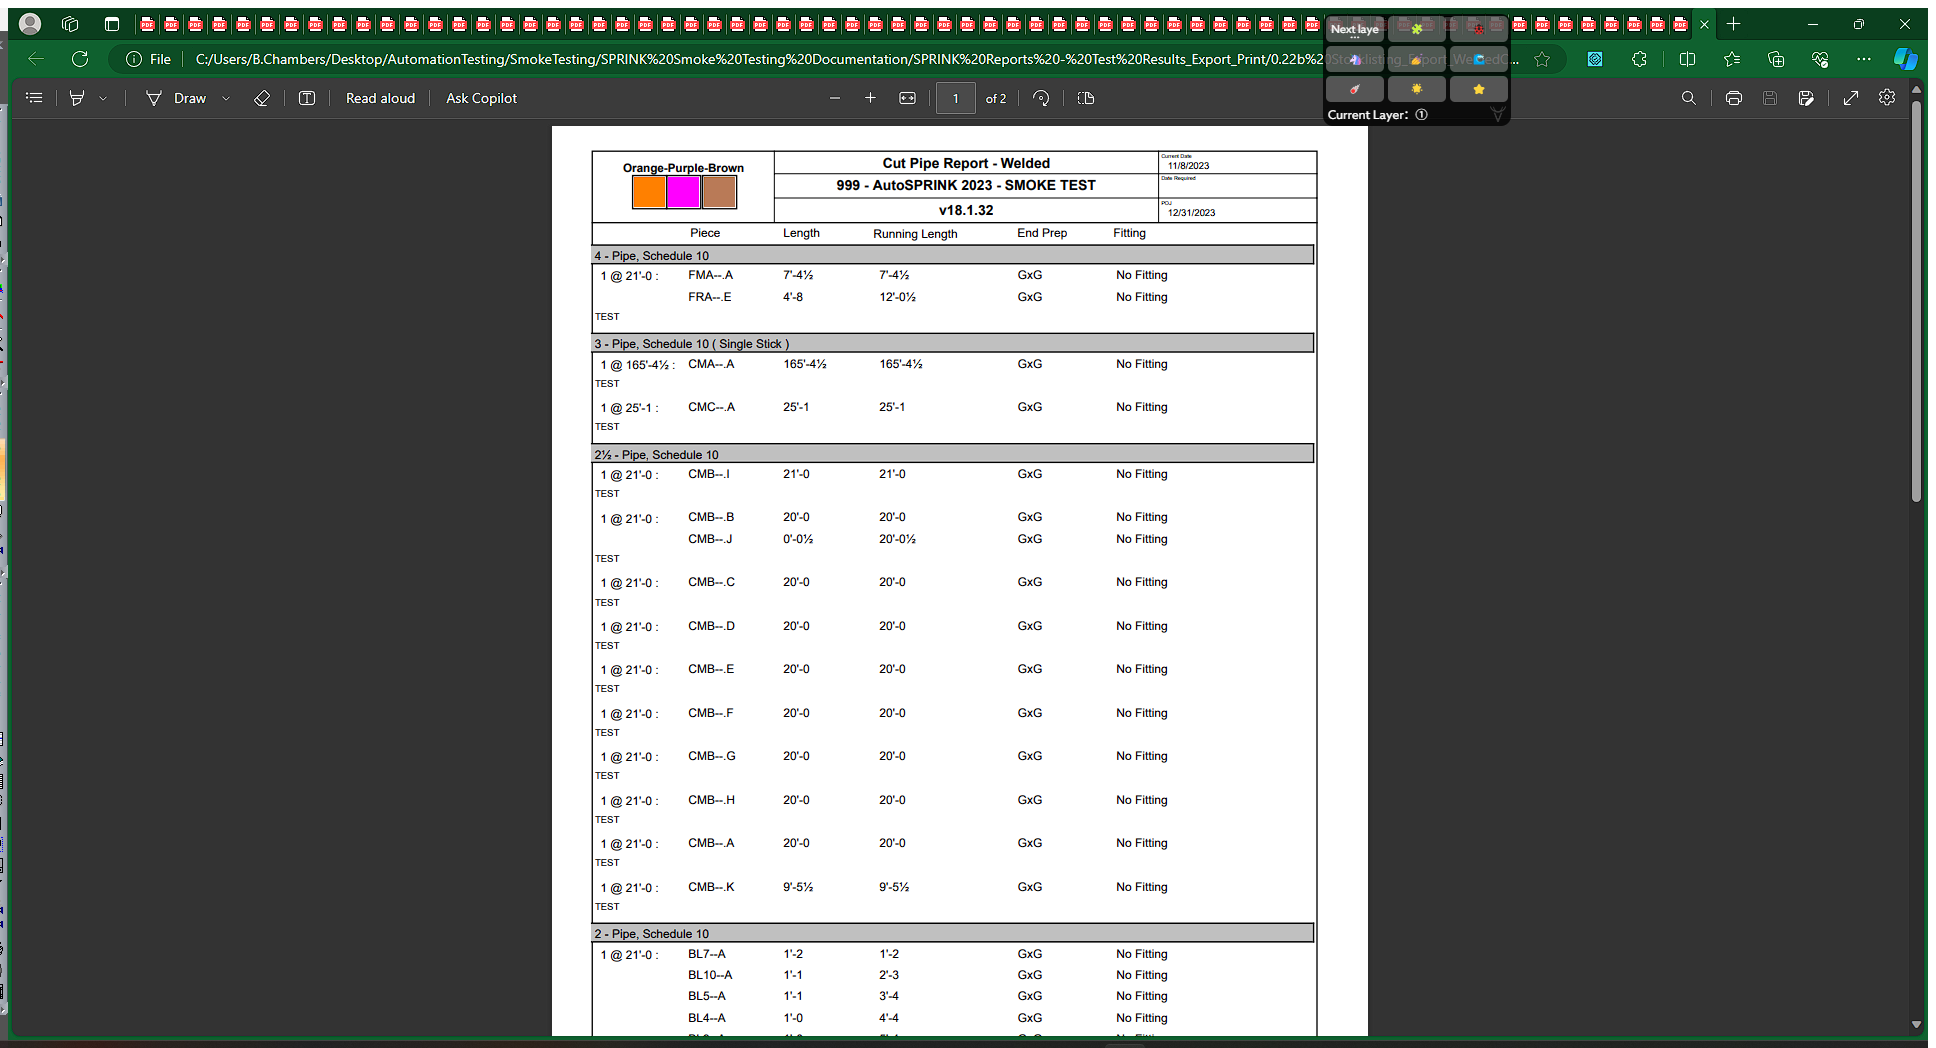 Next laye
File C:/Users/B.Chambers/Desktop/AutomationTesting/SmokeTesting/SPRINK%20Smoke%20Testing%20Documentation/SPRINK%20Reports%20-%20Test%20Results_Export_Print/0.22b%20
Draw Read aloud Ask Copilot 1 of 2
Current Layer: ①
Orange-Purple-Brown
Cut Pipe Report - Welded
Current Date
11/8/2023
999 - AutoSPRINK 2023 - SMOKE TEST
Date Required
v18.1.32
POJ
12/31/2023
Piece Length Running Length End Prep Fitting
4 - Pipe, Schedule 10
1 @ 21'-0 : FMA--.A 7'-4½ 7'-4½ GxG No Fitting
FRA--.E 4'-8 12'-0½ GxG No Fitting
TEST
3 - Pipe, Schedule 10 ( Single Stick )
1 @ 165'-4½ : CMA--.A 165'-4½ 165'-4½ GxG No Fitting
TEST
1 @ 25'-1 : CMC--.A 25'-1 25'-1 GxG No Fitting
TEST
2½ - Pipe, Schedule 10
1 @ 21'-0 : CMB--.I 21'-0 21'-0 GxG No Fitting
TEST
1 @ 21'-0 : CMB--.B 20'-0 20'-0 GxG No Fitting
CMB--.J 0'-0½ 20'-0½ GxG No Fitting
TEST
1 @ 21'-0 : CMB--.C 20'-0 20'-0 GxG No Fitting
TEST
1 @ 21'-0 : CMB--.D 20'-0 20'-0 GxG No Fitting
TEST
1 @ 21'-0 : CMB--.E 20'-0 20'-0 GxG No Fitting
TEST
1 @ 21'-0 : CMB--.F 20'-0 20'-0 GxG No Fitting
TEST
1 @ 21'-0 : CMB--.G 20'-0 20'-0 GxG No Fitting
TEST
1 @ 21'-0 : CMB--.H 20'-0 20'-0 GxG No Fitting
TEST
1 @ 21'-0 : CMB--.A 20'-0 20'-0 GxG No Fitting
TEST
1 @ 21'-0 : CMB--.K 9'-5½ 9'-5½ GxG No Fitting
TEST
2 - Pipe, Schedule 10
1 @ 21'-0 : BL7--A 1'-2 1'-2 GxG No Fitting
BL10--A 1'-1 2'-3 GxG No Fitting
BL5--A 1'-1 3'-4 GxG No Fitting
BL4--A 1'-0 4'-4 GxG No Fitting